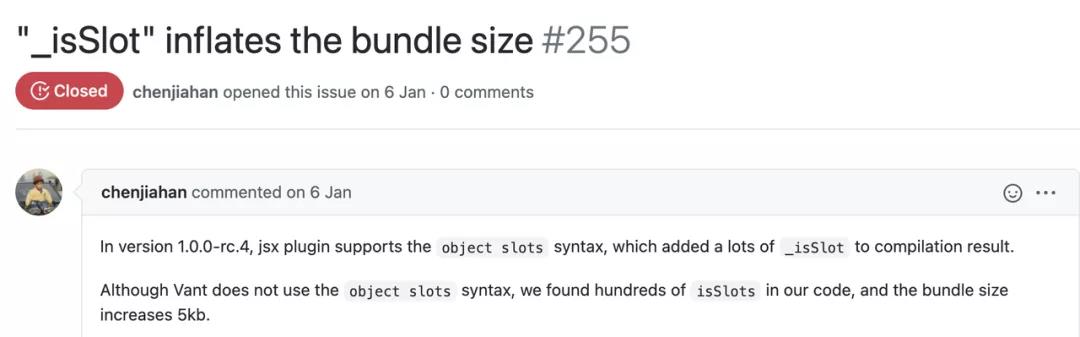 "_isSlot" inflates the bundle size #255
Closed chenjiahan opened this issue on 6 Jan · 0 comments
chenjiahan commented on 6 Jan
In version 1.0.0-rc.4, jsx plugin supports the object slots syntax, which added a lots of _isSlot to compilation result.
Although Vant does not use the object slots syntax, we found hundreds of isSlots in our code, and the bundle size
increases 5kb.